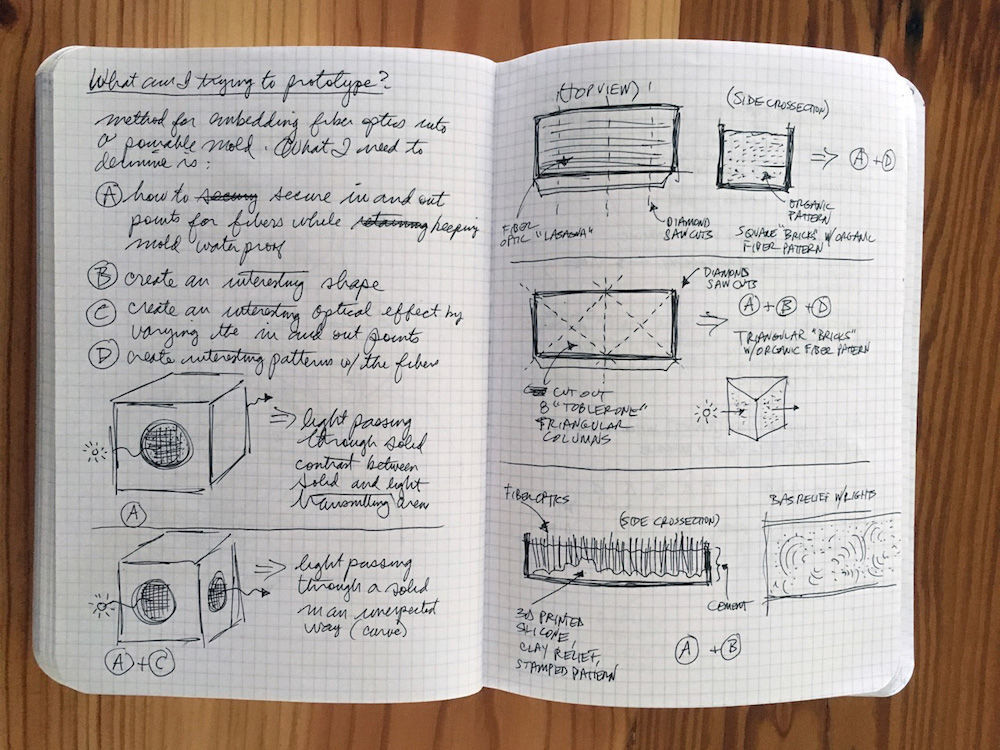 What am I trying to prototype?
method for embedding fiber optics into
a pourable mold. What I need to
determine is:
A how to secure in and out
points for fibers while keeping
mold waterproof
B create an interesting shape
C create an interesting optical effect by
varying the in and out points
D create interesting patterns w/ the fibers
⇒ light passing
through solid
contrast between
solid and light
transmitting area
A
⇒ light passing
through a solid
in an unexpected
way (curve)
A + C
(TOP VIEW)
(SIDE CROSSECTION)
⇒ A + D
FIBER
OPTIC "LASAGNA"
DIAMOND
SAW CUTS
ORGANIC
PATTERN
SQUARE "BRICKS" W/ORGANIC
FIBER PATTERN
DIAMOND
SAW CUTS
⇒ A + B + D
TRIANGULAR "BRICKS"
W/ORGANIC FIBER PATTERN
CUT OUT
8 "TOBLERONE"
TRIANGULAR
COLUMNS
FIBER OPTICS
(SIDE CROSSECTION)
BAS RELIEF W/
CEMENT
3D PRINTED
SILICONE,
CLAY RELIEF,
STAMPED PATTERN
A + B